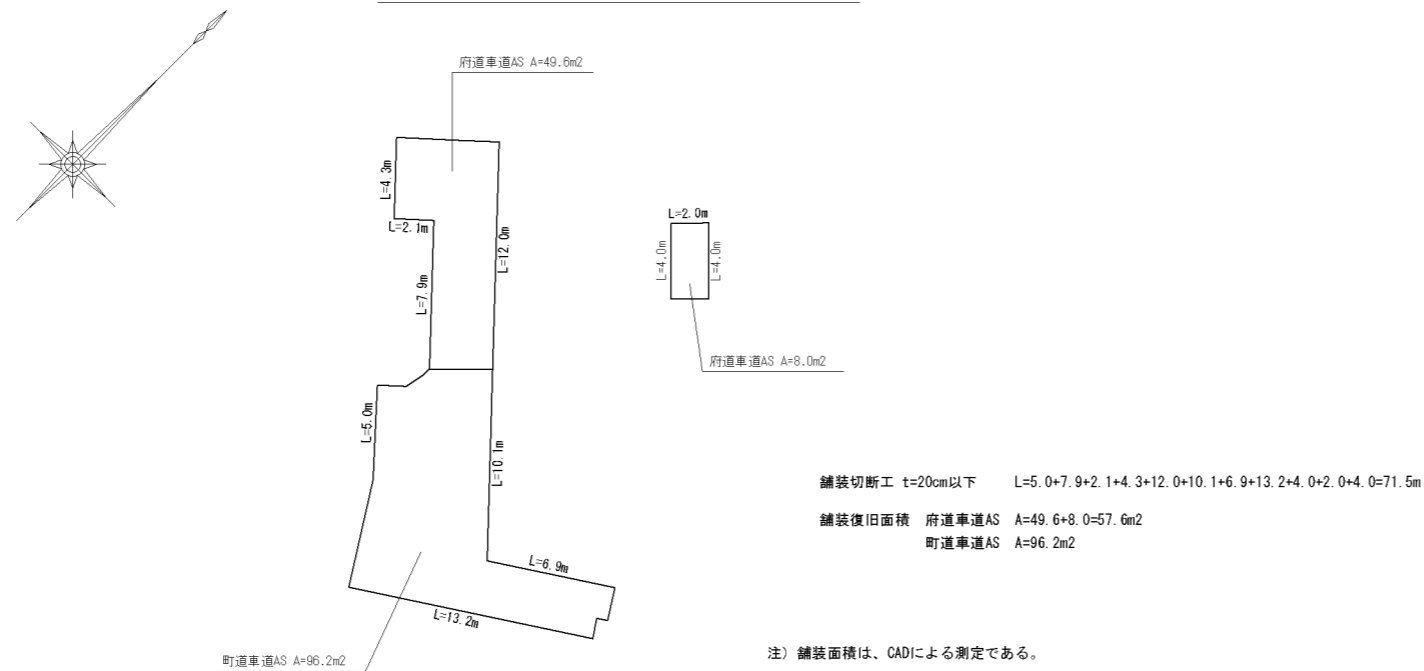 府道車道AS A=49.6m2
L=4.3m
L=2.1m
L=12.0m
L=7.9m
L=2.0m
L=4.0m
L=4.0m
府道車道AS A=8.0m2
L=5.0m
L=10.1m
L=6.9m
L=13.2m
町道車道AS A=96.2m2
舗装切断工 t=20cm以下 L=5.0+7.9+2.1+4.3+12.0+10.1+6.9+13.2+4.0+2.0+4.0=71.5m
舗装復旧面積 府道車道AS A=49.6+8.0=57.6m2
町道車道AS A=96.2m2
注) 舗装面積は、CADによる測定である。